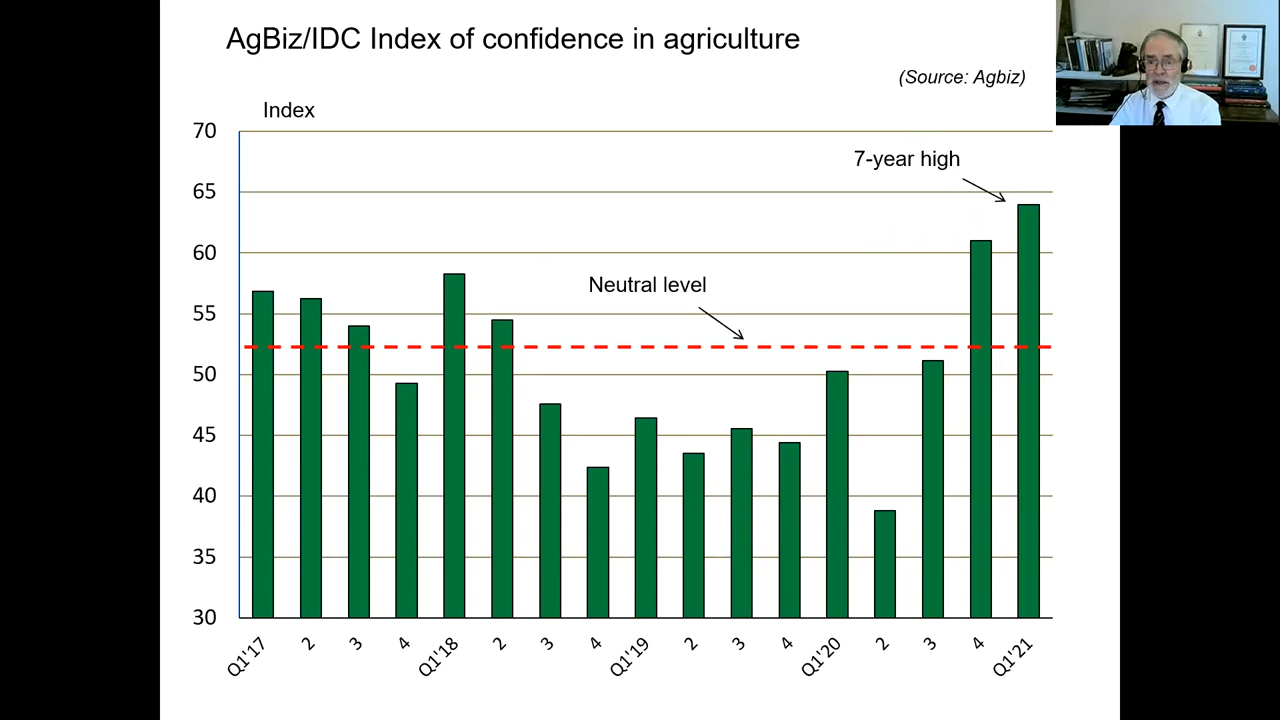 AgBiz/IDC Index of confidence in agriculture
(Source: Agbiz)
Index
70
65
60
55
50
45
40
35
30
7-year high
Neutral level
Q1'17
2
3
4
Q1'18
2
3
4
Q1'19
2
3
4
Q1'20
2
3
4
Q1'21